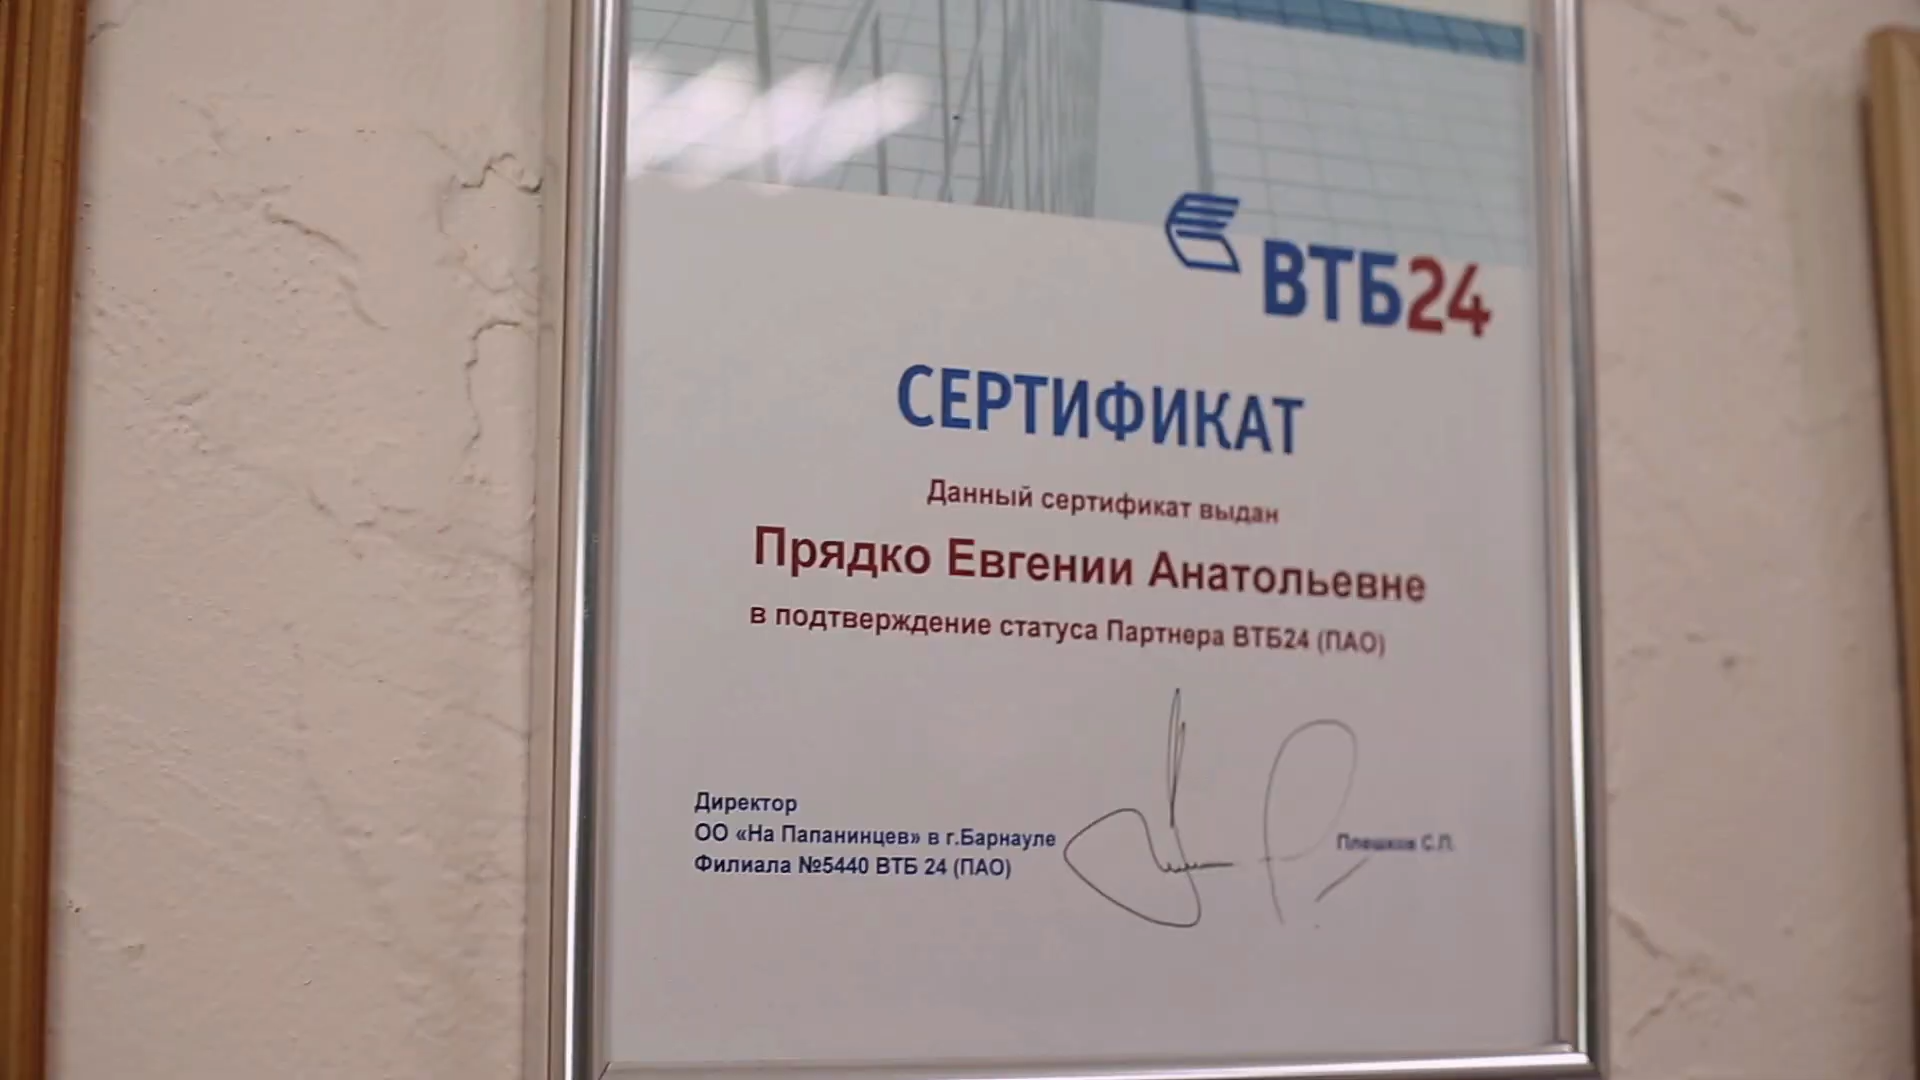 ВТБ24
СЕРТИФИКАТ
Данный сертификат выдан
Прядко Евгении Анатольевне
в подтверждение статуса Партнера ВТБ24 (ПАО)
Директор
ОО «На Папанинцев» в г.Барнауле
Филиала №5440 ВТБ 24 (ПАО)
Плешков С.П.